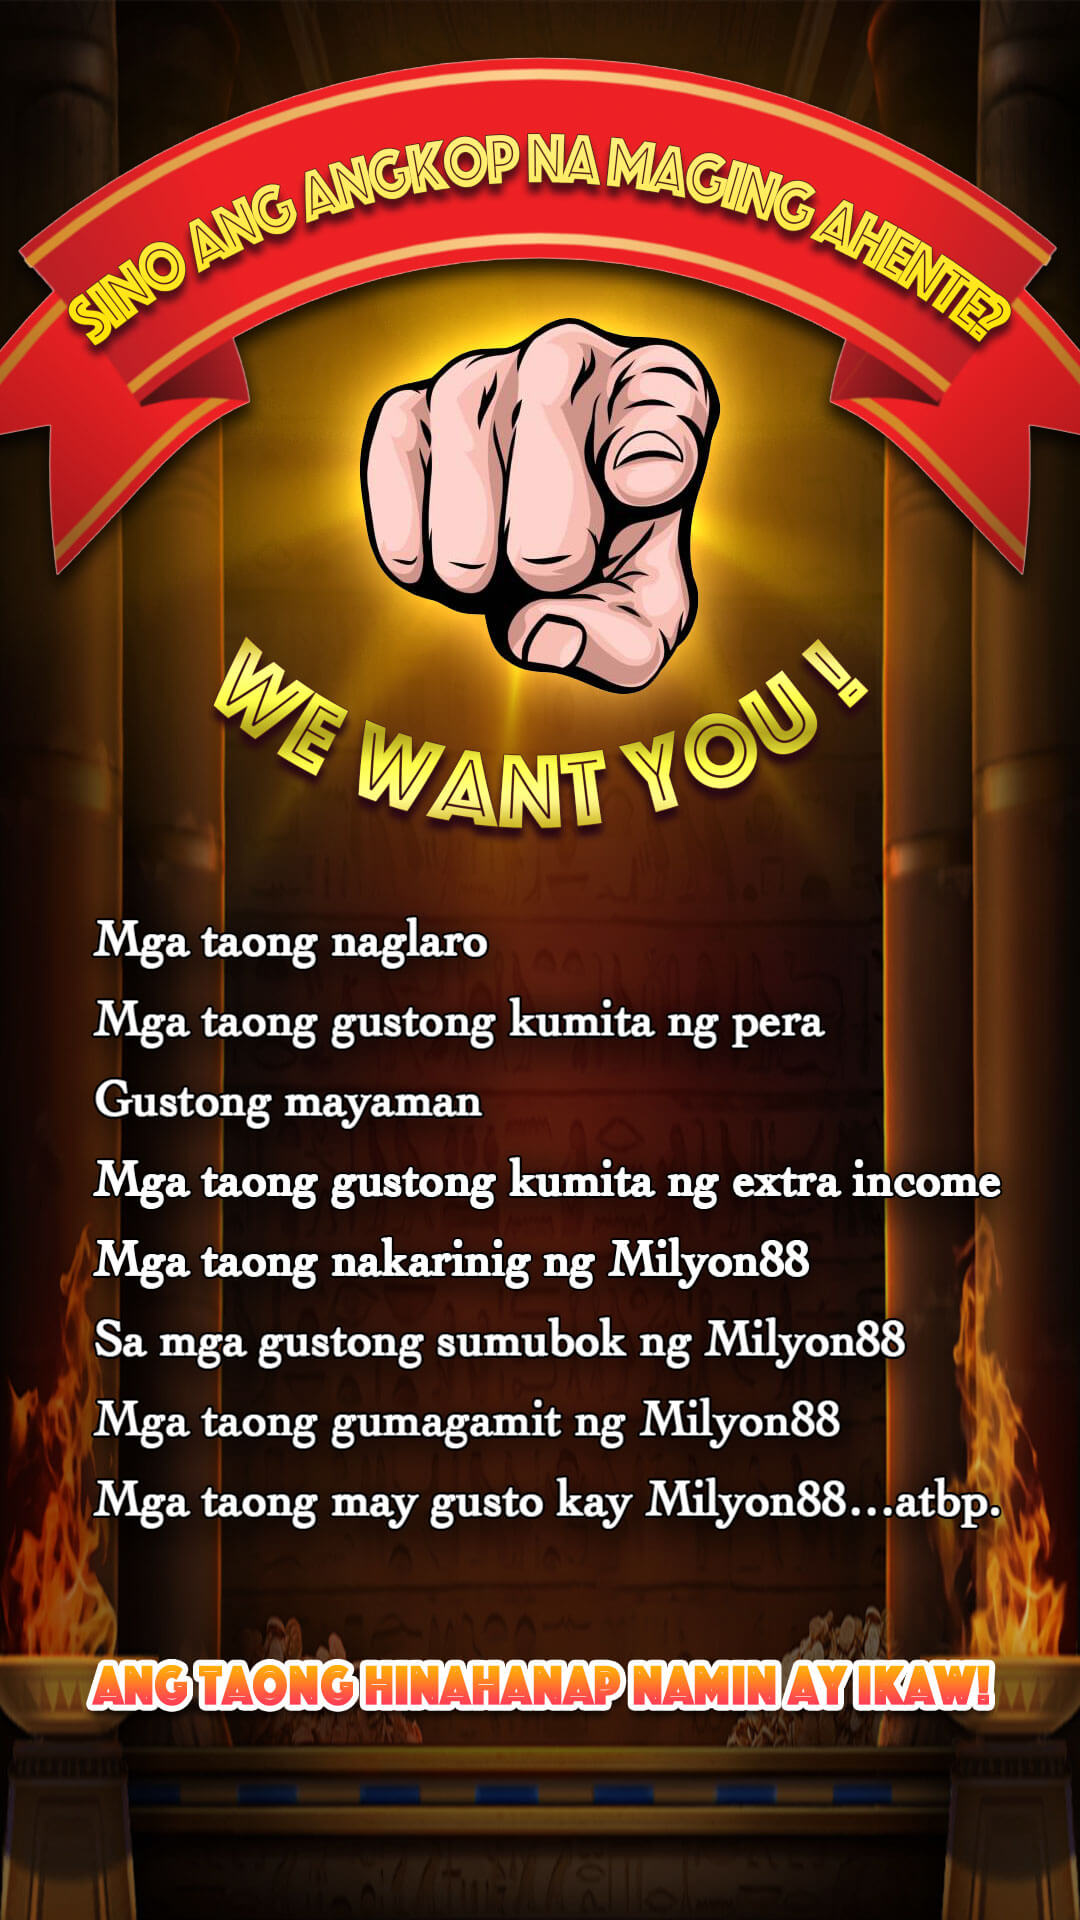 SINO ANG ANGKOP NA MAGING AHENTE?
WE WANT YOU !
Mga taong naglaro
Mga taong gustong kumita ng pera
Gustong mayaman
Mga taong gustong kumita ng extra income
Mga taong nakarinig ng Milyon88
Sa mga gustong sumubok ng Milyon88
Mga taong gumagamit ng Milyon88
Mga taong may gusto kay Milyon88...atbp.
ANG TAONG HINAHANAP NAMIN AY IKAW!